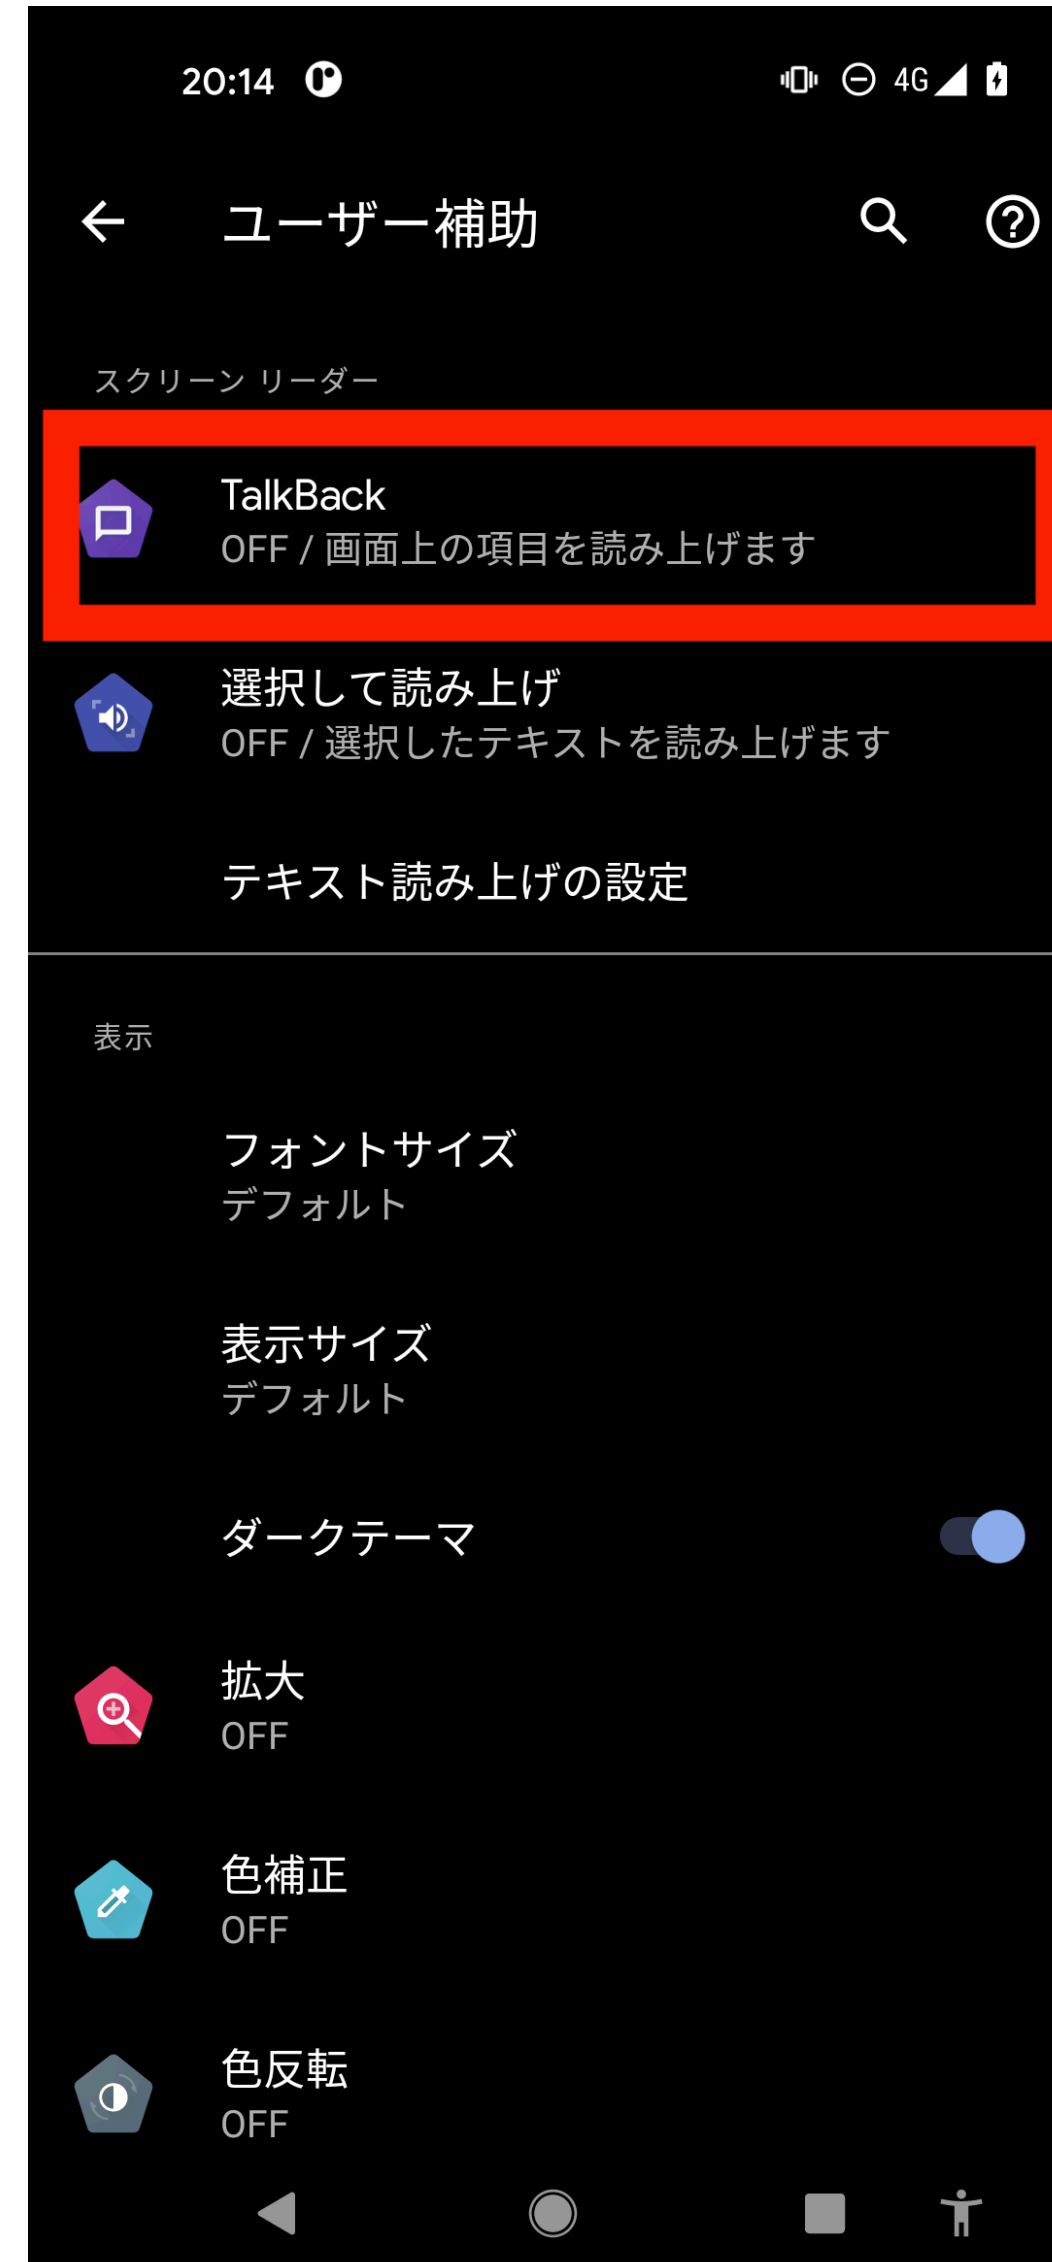 20:14
4G
ユーザー補助
スクリーン リーダー
TalkBack
OFF / 画面上の項目を読み上げます
選択して読み上げ
OFF / 選択したテキストを読み上げます
テキスト読み上げの設定
表示
フォントサイズ
デフォルト
表示サイズ
デフォルト
ダークテーマ
拡大
OFF
色補正
OFF
色反転
OFF